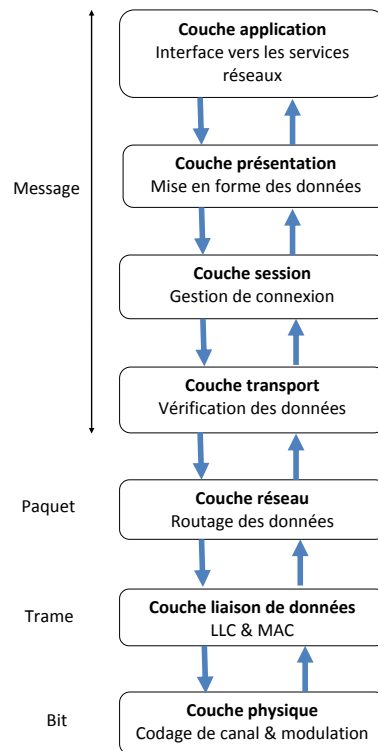 Couche application
Interface vers les services
réseaux
Couche présentation
Mise en forme des données
Message
Couche session
Gestion de connexion
Couche transport
Vérification des données
Couche réseau
Paquet
Routage des données
Couche liaison de données
Trame
LLC & MAC
Couche physique
Bit
Codage de canal & modulation